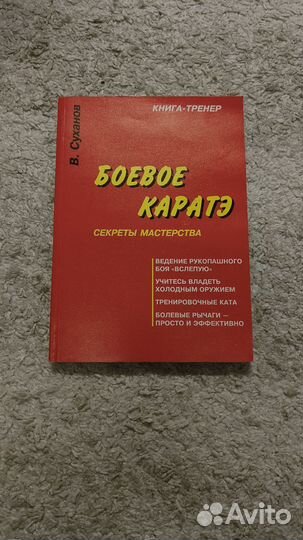 В. Суханов
КНИГА-ТРЕНЕР
БОЕВОЕ
КАРАТЭ
СЕКРЕТЫ МАСТЕРСТВА
ВЕДЕНИЕ РУКОПАШНОГО
БОЯ «ВСЛЕПУЮ»
УЧИТЕСЬ ВЛАДЕТЬ
ХОЛОДНЫМ ОРУЖИЕМ
ТРЕНИРОВОЧНЫЕ КАТА
БОЛЕВЫЕ РЫЧАГИ –
ПРОСТО И ЭФФЕКТИВНО
Avito